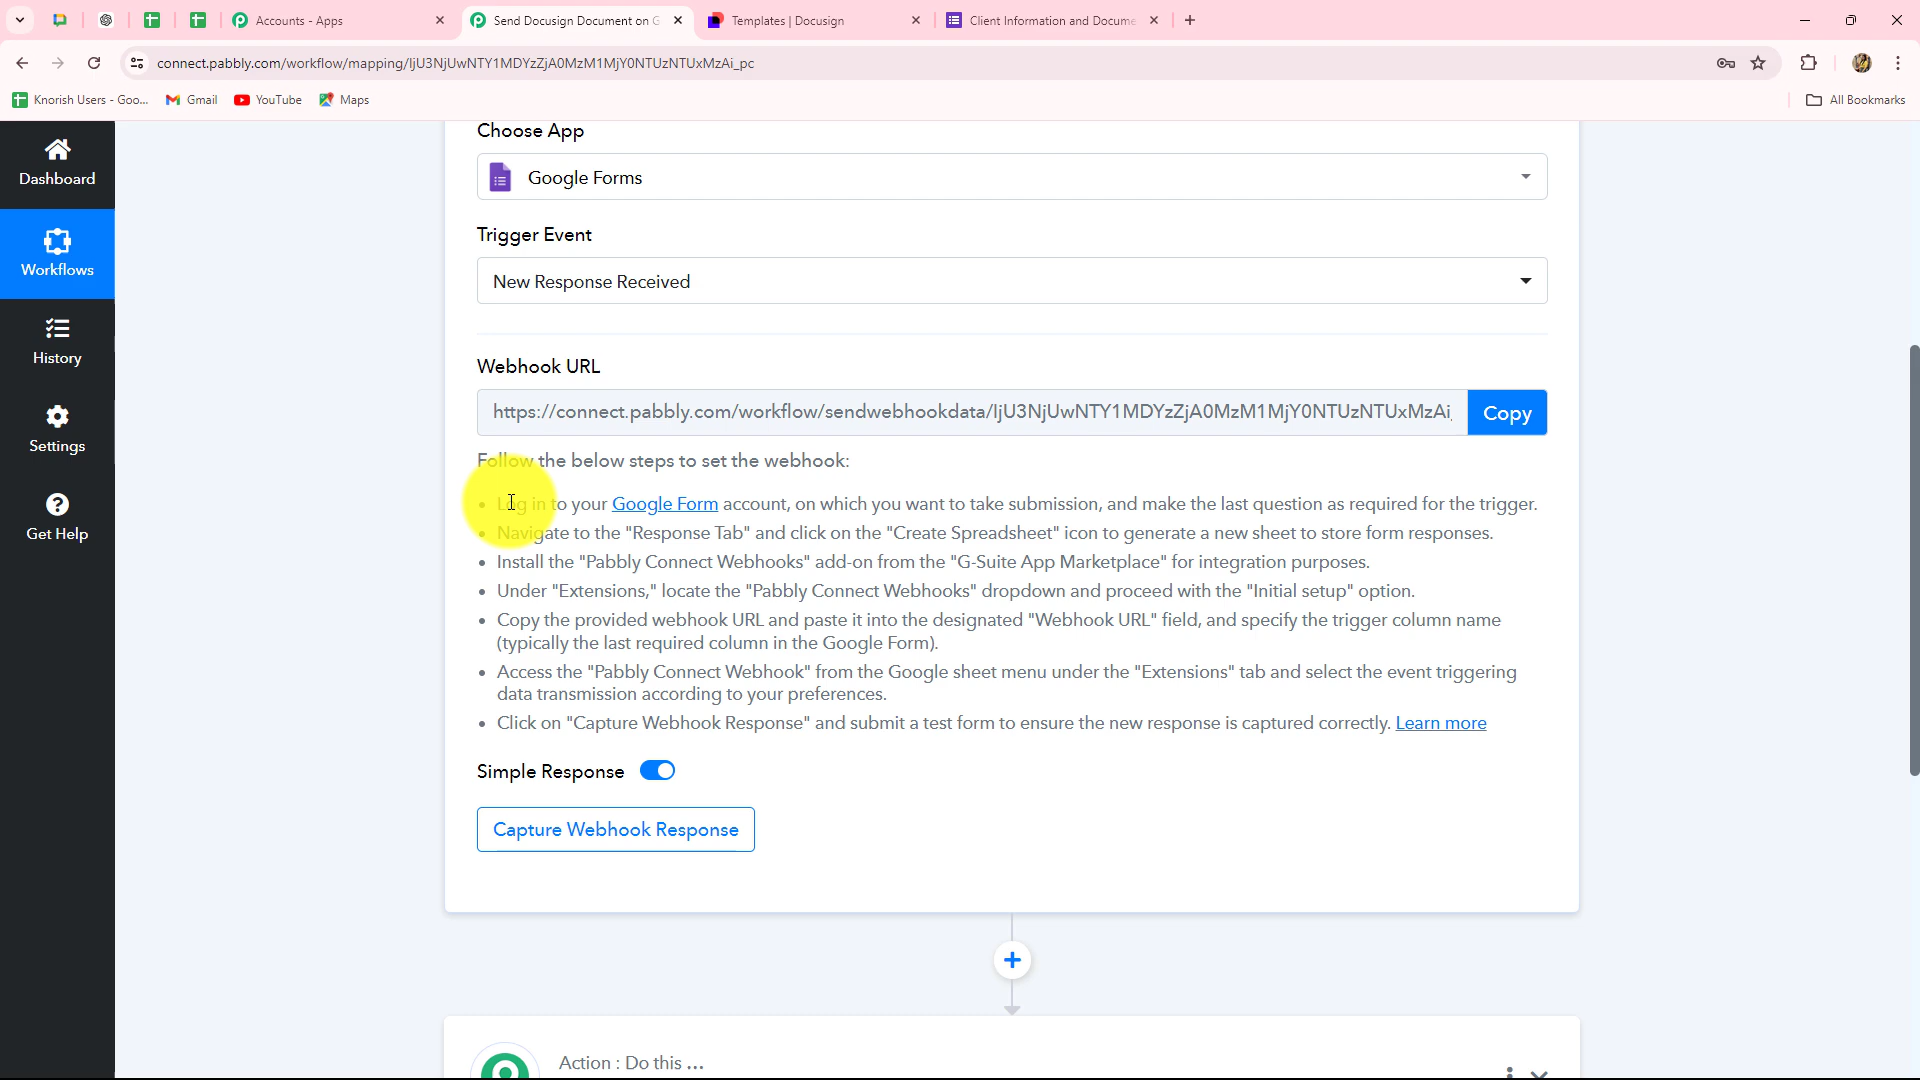 Accounts - Apps
Send Docusign Document on G
Templates | Docusign
Client Information and Docume
connect.pabbly.com/workflow/mapping/IjU3NjUwNTY1MDYzZjA0MzM1MjY0NTUzNTUxMzAi_pc
Knorish Users - Goo...
Gmail
YouTube
Maps
All Bookmarks
Dashboard
Workflows
History
Settings
Get Help
Choose App
Google Forms
Trigger Event
New Response Received
Webhook URL
https://connect.pabbly.com/workflow/sendwebhookdata/IjU3NjUwNTY1MDYzZjA0MzM1MjY0NTUzNTUxMzAi_
Copy
Follow the below steps to set the webhook:
• Log in to your Google Form account, on which you want to take submission, and make the last question as required for the trigger.
• Navigate to the "Response Tab" and click on the "Create Spreadsheet" icon to generate a new sheet to store form responses.
• Install the "Pabbly Connect Webhooks" add-on from the "G-Suite App Marketplace" for integration purposes.
• Under "Extensions," locate the "Pabbly Connect Webhooks" dropdown and proceed with the "Initial setup" option.
• Copy the provided webhook URL and paste it into the designated "Webhook URL" field, and specify the trigger column name
(typically the last required column in the Google Form).
• Access the "Pabbly Connect Webhook" from the Google sheet menu under the "Extensions" tab and select the event triggering
data transmission according to your preferences.
• Click on "Capture Webhook Response" and submit a test form to ensure the new response is captured correctly. Learn more
Simple Response
Capture Webhook Response
Action : Do this ...